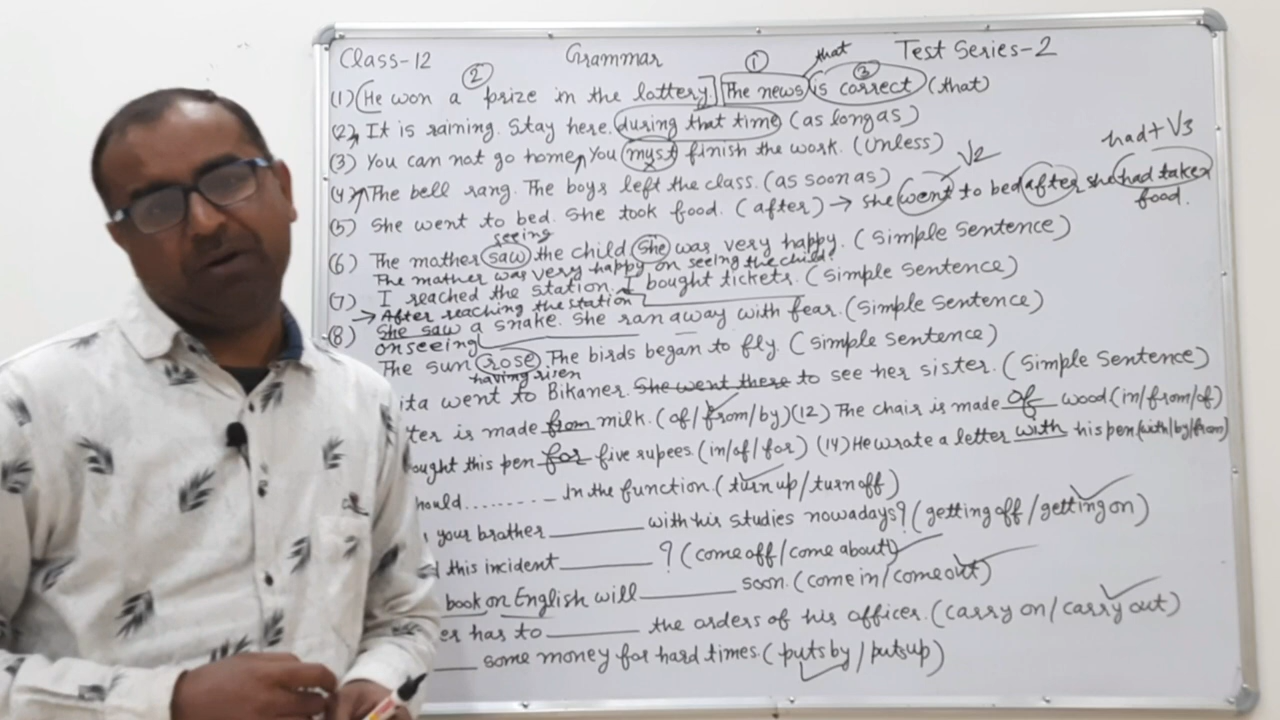 Class-12 Grammar Test Series-2
② ① that ③
(1) He won a prize in the lottery. The news is correct (that)
(2) It is raining. Stay here. during that time (as long as)
had + V3
(3) You can not go home, You must finish the work. (Unless)
V2
(4) The bell rang. The boys left the class. (as soon as)
(5) She went to bed. She took food. (after) → she went to bed after she had taken food.
seeing
(6) The mother saw the child she was very happy. (Simple Sentence)
The mother was very happy on seeing the child.
(7) I reached the station. I bought tickets. (Simple Sentence)
→ After reaching the station
(8) She saw a snake. She ran away with fear. (Simple Sentence)
on seeing
The sun rose. The birds began to fly. (Simple Sentence)
having risen
ita went to Bikaner. She went there to see her sister. (Simple Sentence)
ter is made from milk. (of/from/by) (12) The chair is made of wood (in/from/of)
ought this pen for five rupees. (in/of/for) (14) He wrote a letter with his pen (with/by/from)
hould......... In the function. (turn up/turn off)
your brother ______ with his studies nowadays? (getting off/getting on)
this incident ______ ? (come off/come about)
book on English will ______ soon. (come in/come out)
er has to ______ the orders of his officer. (carry on/carry out)
____ some money for hard times. (puts by/puts up)